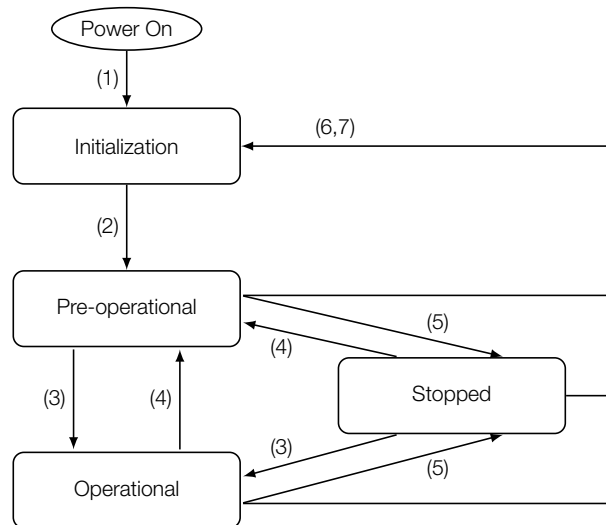 Power On
(1)
(6,7)
Initialization
(2)
Pre-operational
(5)
(4)
(3)
(4)
Stopped
(3)
(5)
Operational